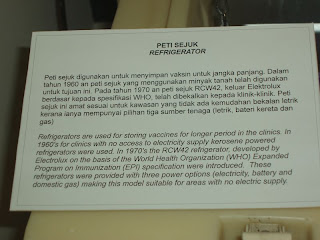 PETI SEJUK
REFRIGERATOR
Peti sejuk digunakan untuk menyimpan vaksin untuk jangka panjang. Dalam
tahun 1960 an peti sejuk yang menggunakan minyak tanah telah digunakan
untuk tujuan ini. Pada tahun 1970 an peti sejuk RCW42, keluar Elektrolux
berdasar kepada spesifikasi WHO, telah dibekalkan kepada klinik-klinik. Peti
sejuk ini amat sesuai untuk kawasan yang tidak ada kemudahan bekalan letrik
kerana ianya mempunyai pilihan tiga sumber tenaga (letrik, bateri kereta dan
gas)
Refrigerators are used for storing vaccines for longer period in the clinics. In
1960's for clinics with no access to electricity supply kerosene powered
refrigerators were used. In 1970's the RCW42 refrigerator, developed by
Electrolux on the basis of the World Health Organization (WHO) Expanded
Program on Immunization (EPI) specification were introduced. These
refrigerators were provided with three power options (electricity, battery and
domestic gas) making this model suitable for areas with no electric supply.